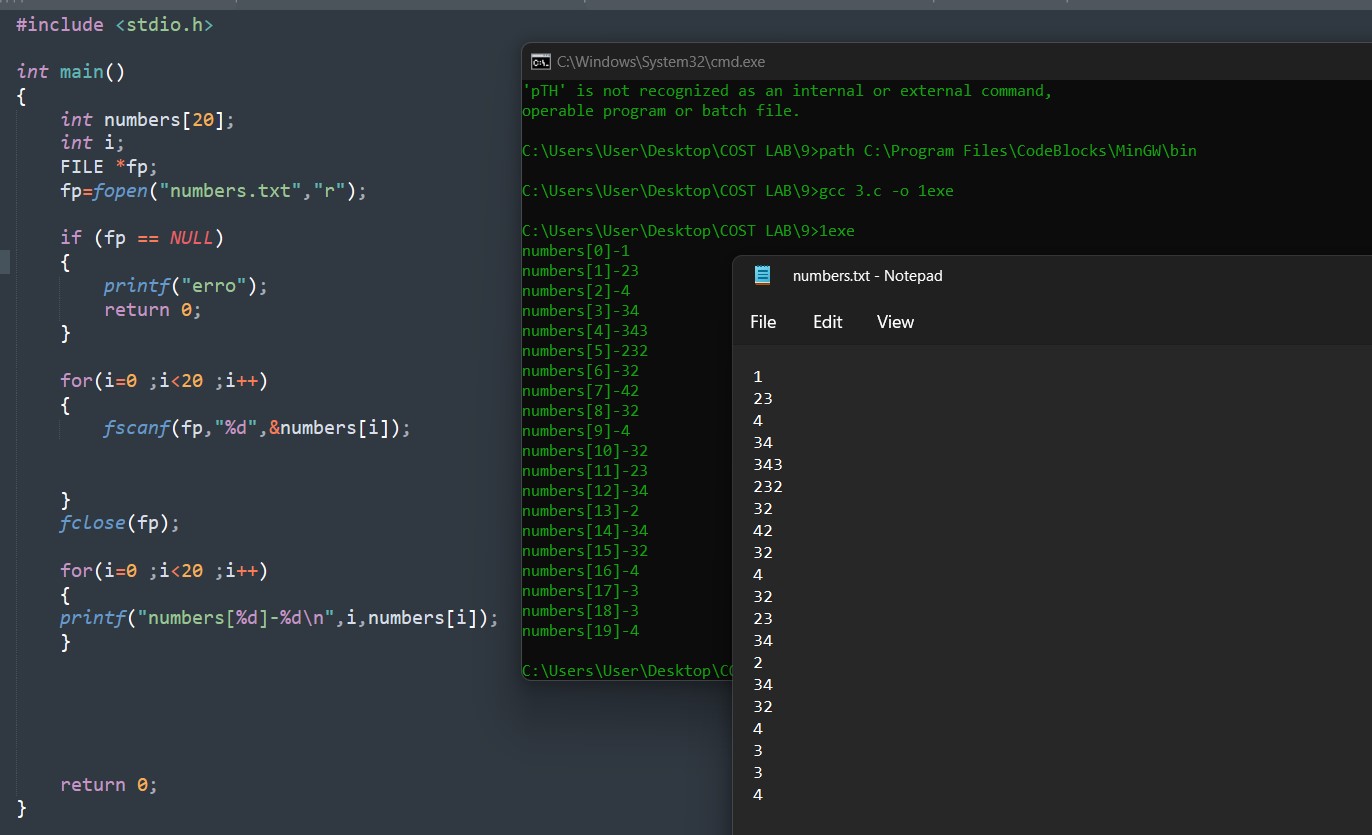 #include <stdio.h>
int main()
{
int numbers[20];
int i;
FILE *fp;
fp=fopen("numbers.txt","r");
if (fp == NULL)
{
printf("erro");
return 0;
}
for(i=0 ;i<20 ;i++)
{
fscanf(fp,"%d",&numbers[i]);
}
fclose(fp);
for(i=0 ;i<20 ;i++)
{
printf("numbers[%d]-%d\n",i,numbers[i]);
}
return 0;
}
C:\Windows\System32\cmd.exe
'pTH' is not recognized as an internal or external command,
operable program or batch file.
C:\Users\User\Desktop\COST LAB\9>path C:\Program Files\CodeBlocks\MinGW\bin
C:\Users\User\Desktop\COST LAB\9>gcc 3.c -o 1exe
C:\Users\User\Desktop\COST LAB\9>1exe
numbers[0]-1
numbers[1]-23
numbers[2]-4
numbers[3]-34
numbers[4]-343
numbers[5]-232
numbers[6]-32
numbers[7]-42
numbers[8]-32
numbers[9]-4
numbers[10]-32
numbers[11]-23
numbers[12]-34
numbers[13]-2
numbers[14]-34
numbers[15]-32
numbers[16]-4
numbers[17]-3
numbers[18]-3
numbers[19]-4
C:\Users\User\Desktop\CO
numbers.txt - Notepad
File Edit View
1
23
4
34
343
232
32
42
32
4
32
23
34
2
34
32
4
3
3
4